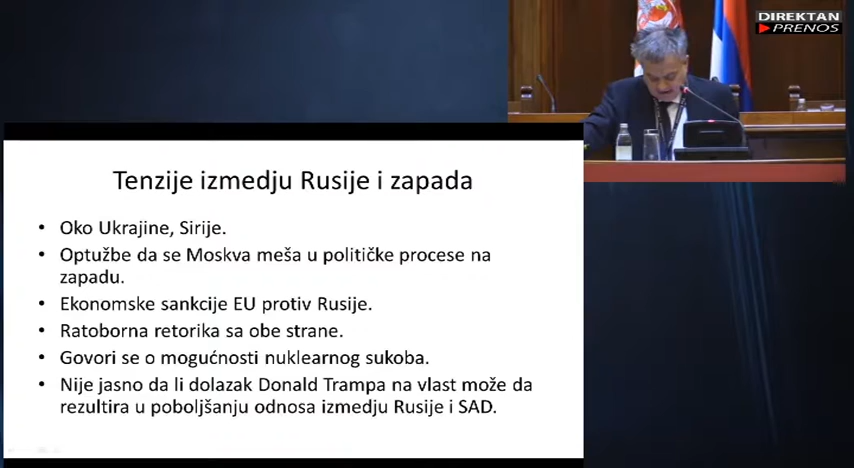 DIREKTAN
PRENOS
Tenzije izmedju Rusije i zapada
• Oko Ukrajine, Sirije.
• Optužbe da se Moskva meša u političke procese na
zapadu.
• Ekonomske sankcije EU protiv Rusije.
• Ratoborna retorika sa obe strane.
• Govori se o mogućnosti nuklearnog sukoba.
• Nije jasno da li dolazak Donald Trampa na vlast može da
rezultira u poboljšanju odnosa izmedju Rusije i SAD.